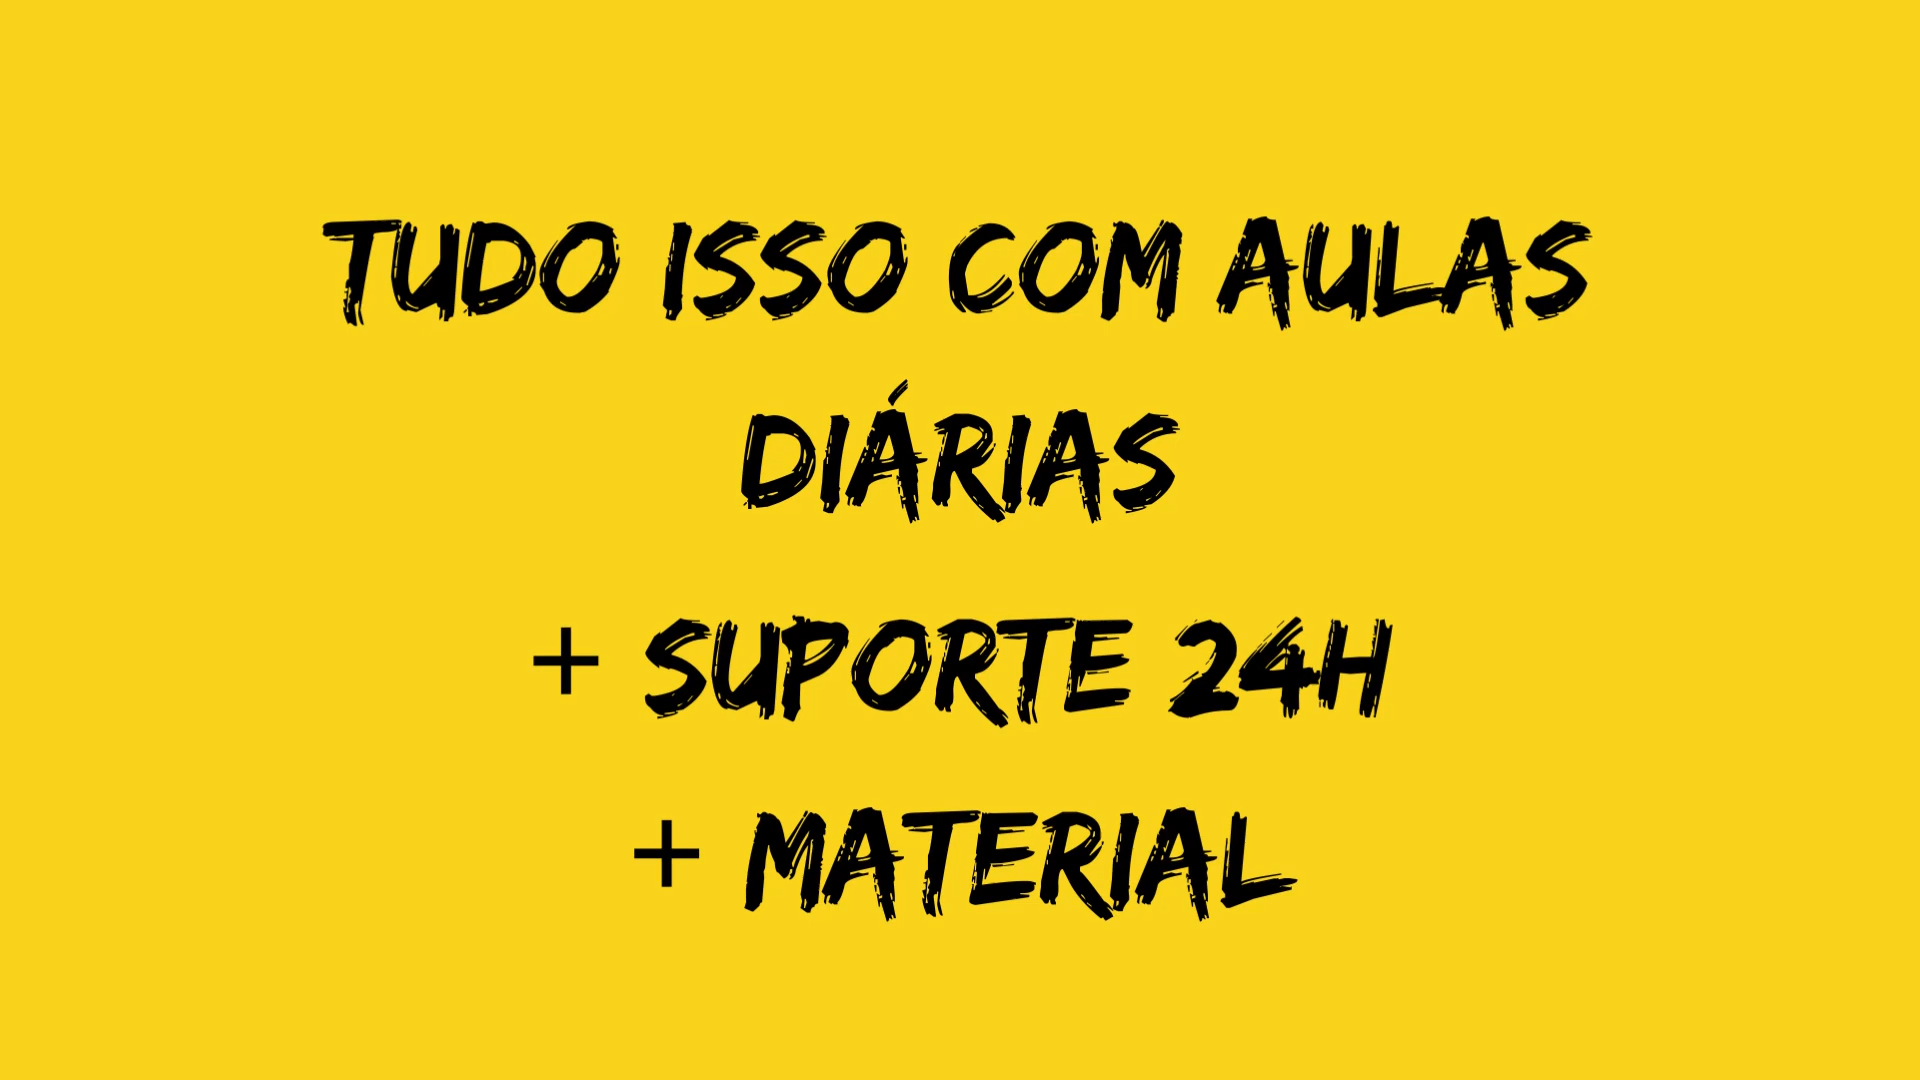 TUDO ISSO COM AULAS
DIÁRIAS
+ SUPORTE 24H
+ MATERIAL